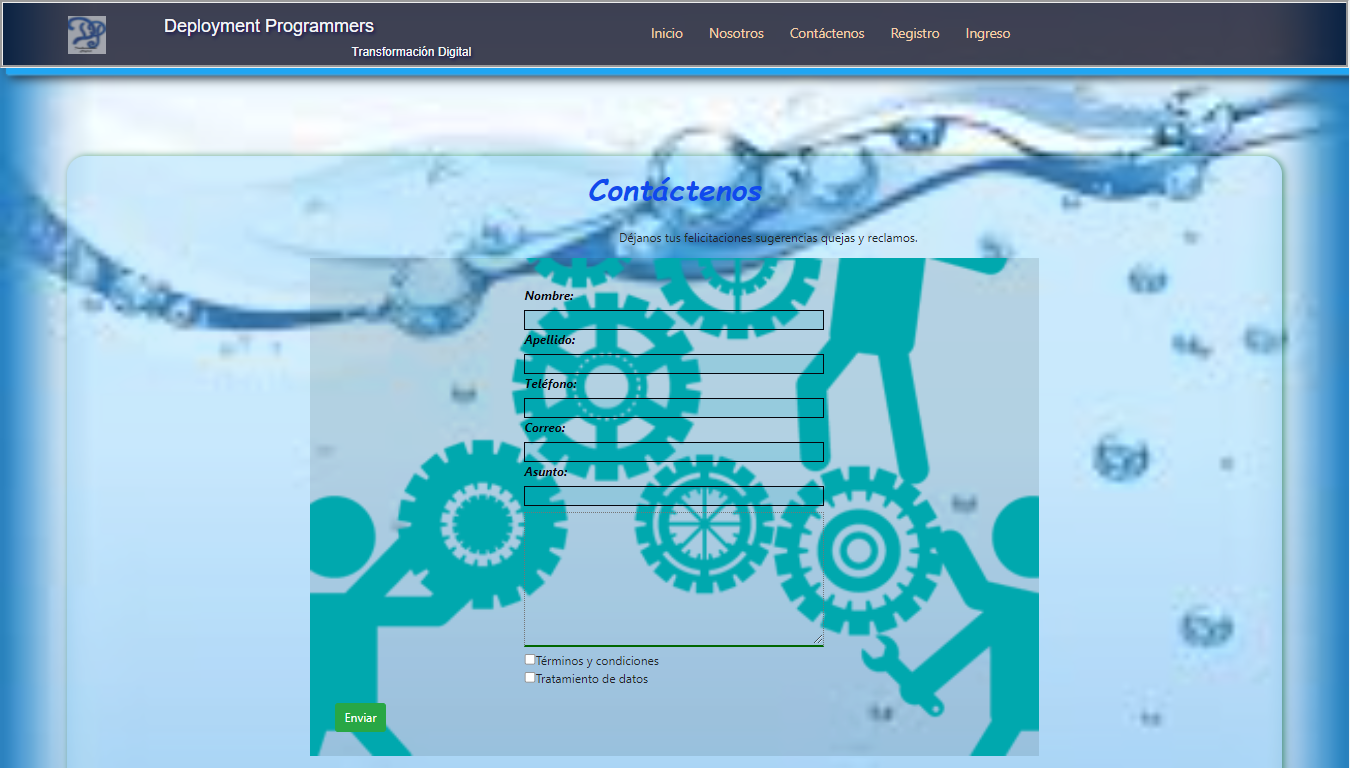 Deployment Programmers
Transformación Digital
Inicio Nosotros Contáctenos Registro Ingreso
Contáctenos
Déjanos tus felicitaciones sugerencias quejas y reclamos.
Nombre:
Apellido:
Teléfono:
Correo:
Asunto:
Términos y condiciones
Tratamiento de datos
Enviar